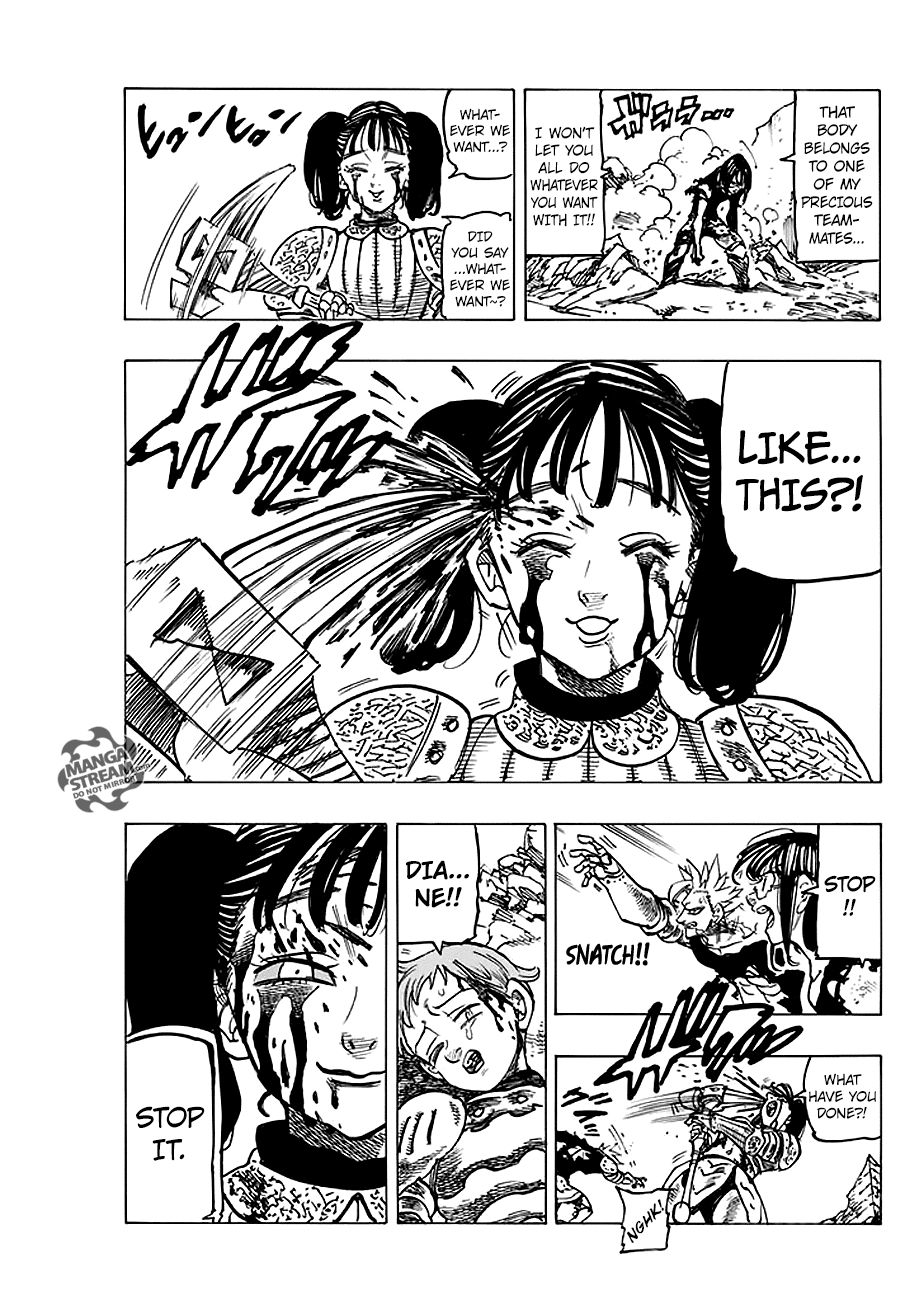 THAT
BODY
BELONGS
TO ONE
OF MY
PRECIOUS
TEAM-
MATES...
I WON'T
LET YOU
ALL DO
WHATEVER
YOU WANT
WITH IT!!
WHAT-
EVER WE
WANT...?
DID
YOU SAY
...WHAT-
EVER WE
WANT~?
LIKE...
THIS?!
STOP
!!
SNATCH!!
WHAT
HAVE YOU
DONE?!
NGHK!
DIA...
NE!!
STOP
IT.
MANGA
STREAM
DO NOT MIRROR